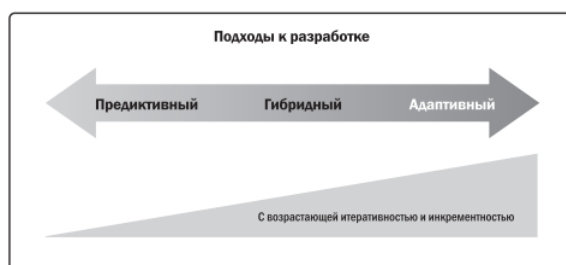 Подходы к разработке
Предиктивный Гибридный Адаптивный
С возрастающей итеративностью и инкрементностью